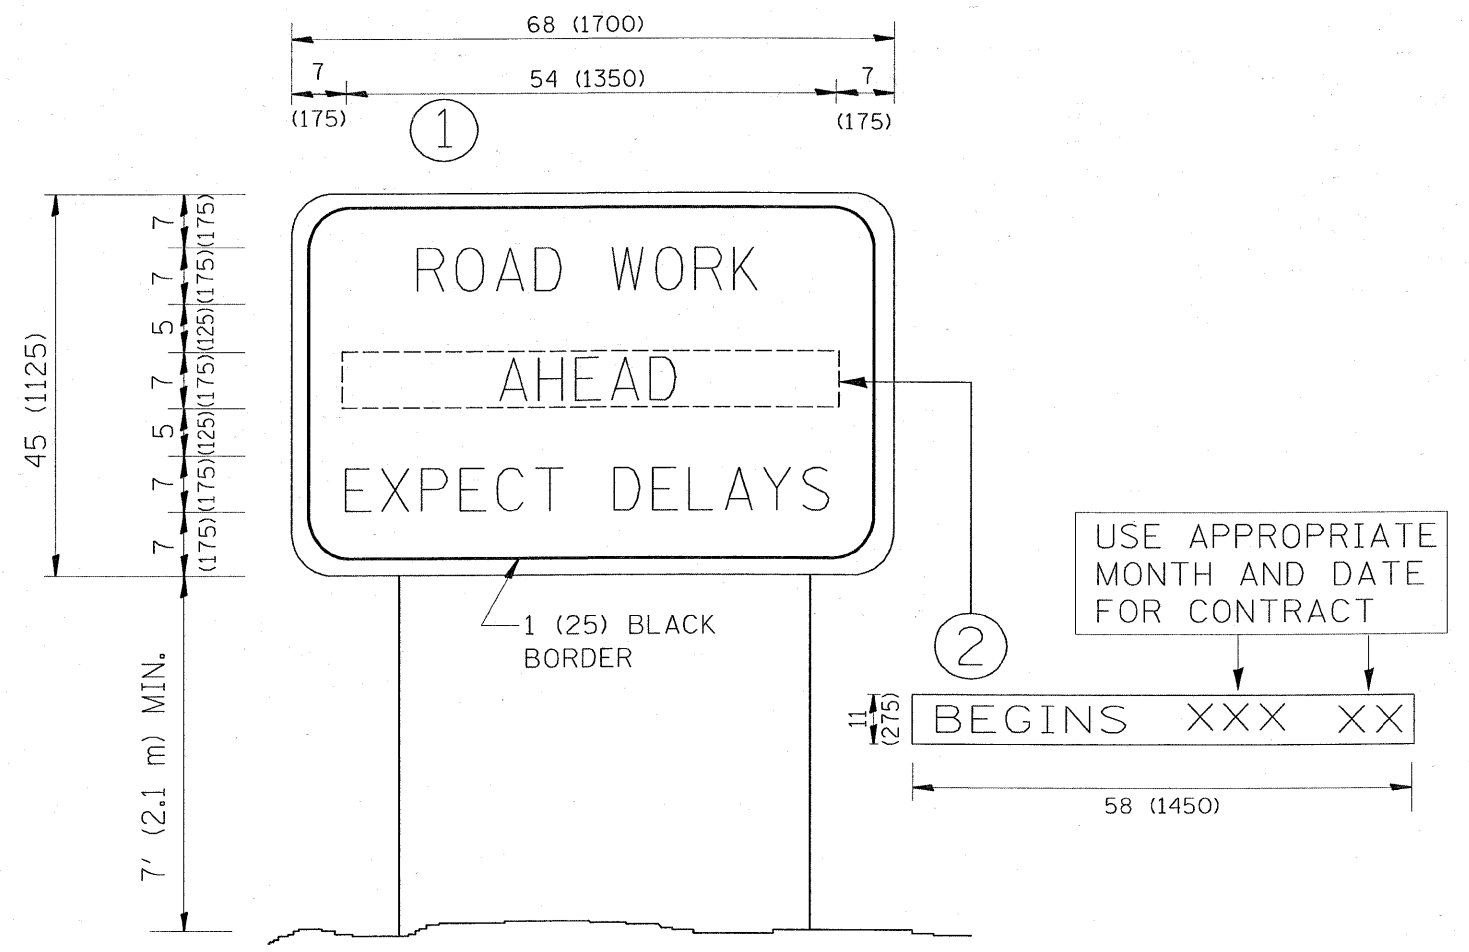 68 (1700)
7
54 (1350)
7
(175)
(175)
1
7
(175)
7
(175)
5
(125)
7
(175)
5
(125)
7
(175)
7
(175)
45 (1125)
ROAD WORK
AHEAD
EXPECT DELAYS
1 (25) BLACK
BORDER
7' (2.1 m) MIN.
2
USE APPROPRIATE
MONTH AND DATE
FOR CONTRACT
11
(275)
BEGINS XXX XX
58 (1450)